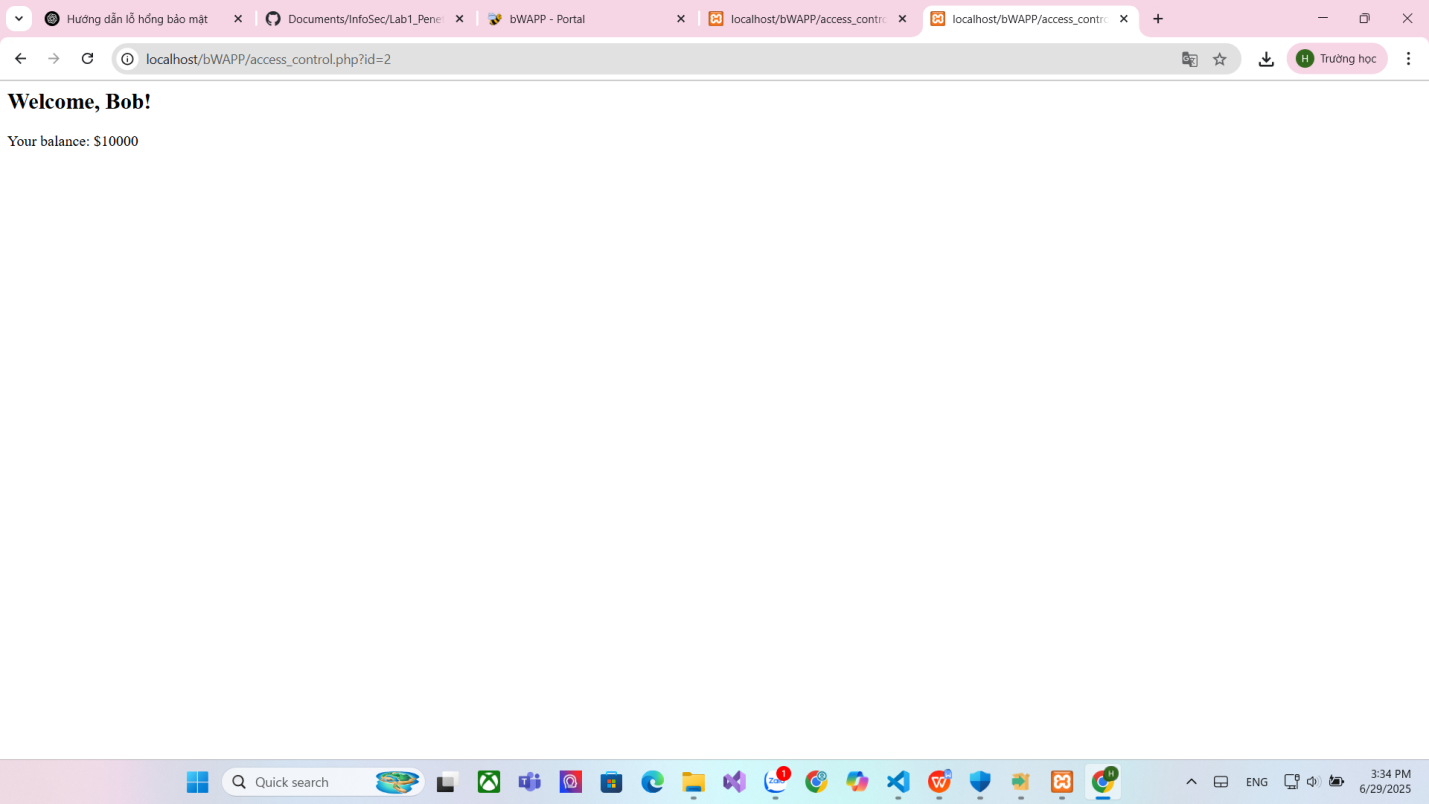 Hướng dẫn lỗ hổng bảo mật
Documents/InfoSec/Lab1_Pene
bWAPP - Portal
localhost/bWAPP/access_contro
localhost/bWAPP/access_contro
localhost/bWAPP/access_control.php?id=2
H
Trường học
Welcome, Bob!
Your balance: $10000
Quick search
Zalo
1
H
ENG
3:34 PM
6/29/2025